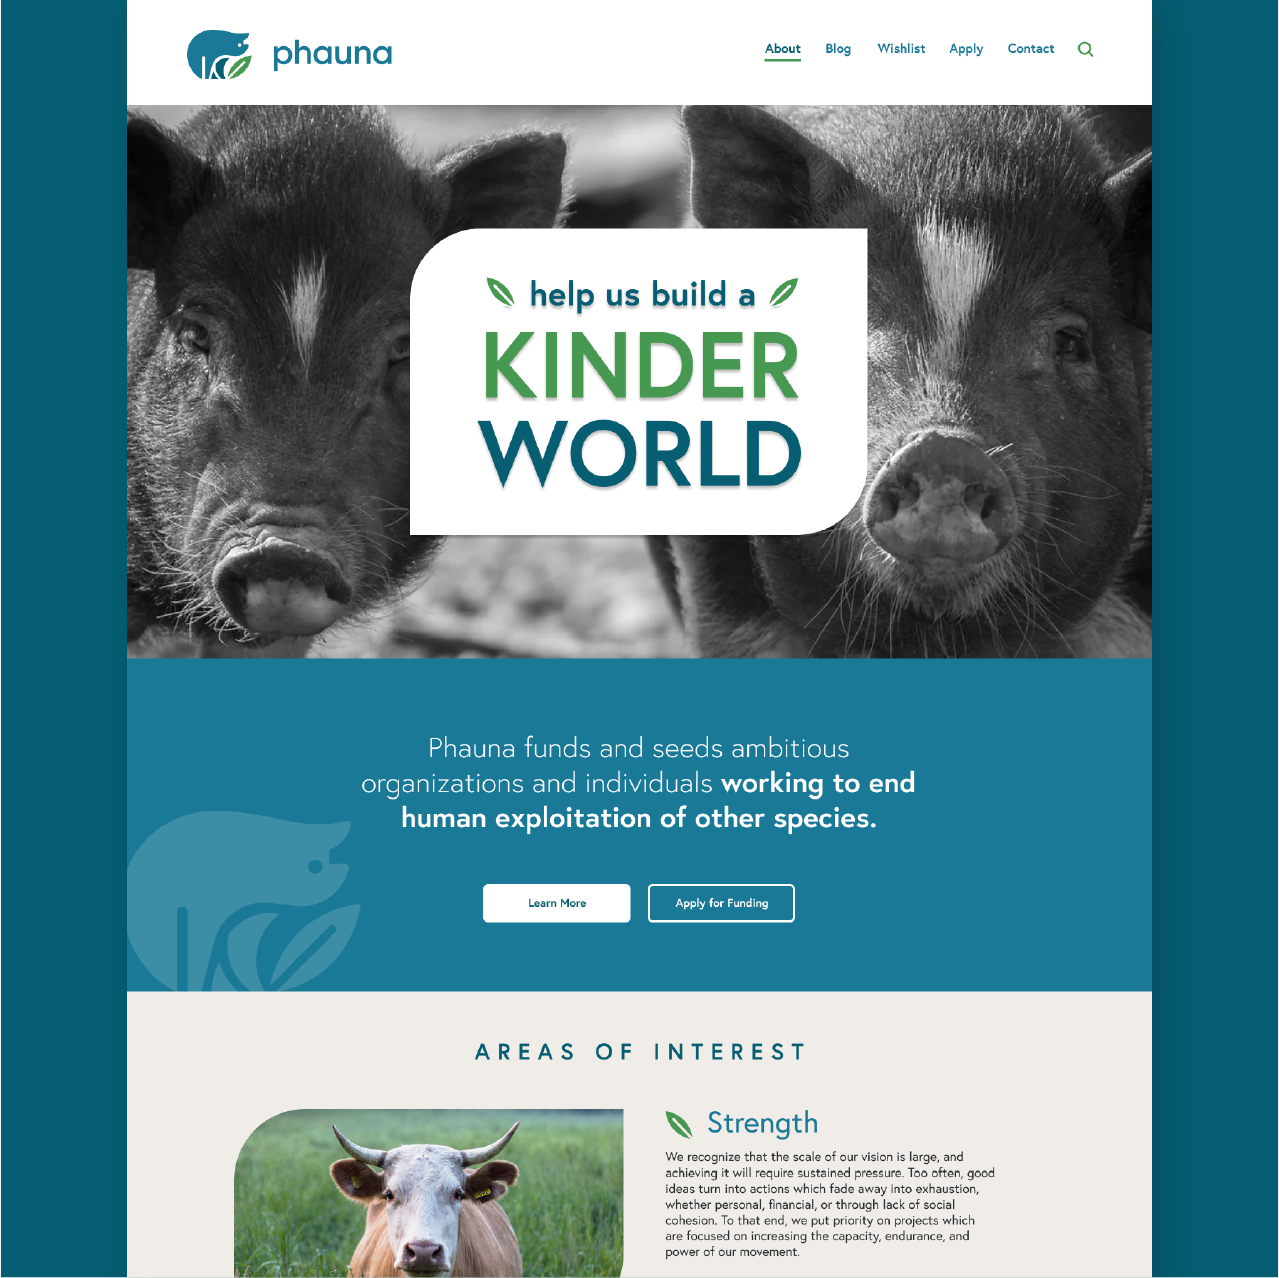 phauna
About Blog Wishlist Apply Contact
help us build a
KINDER
WORLD
Phauna funds and seeds ambitious
organizations and individuals working to end
human exploitation of other species.
Learn More Apply for Funding
AREAS OF INTEREST
Strength
We recognize that the scale of our vision is large, and
achieving it will require sustained pressure. Too often, good
ideas turn into actions which fade away into exhaustion,
whether personal, financial, or through lack of social
cohesion. To that end, we put priority on projects which
are focused on increasing the capacity, endurance, and
power of our movement.